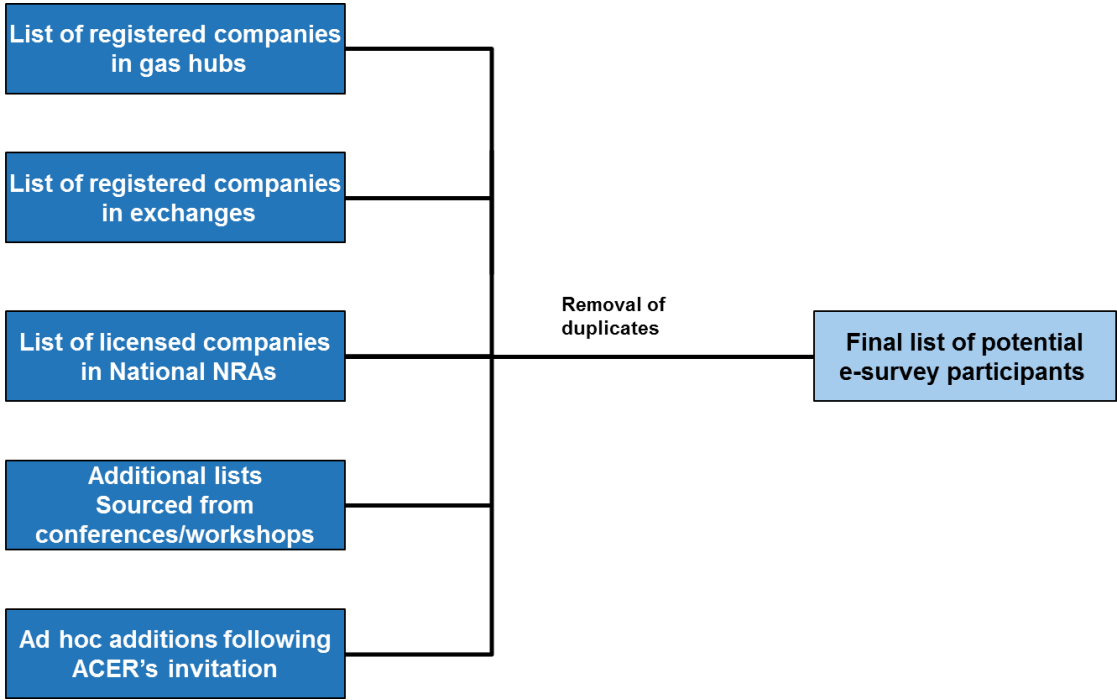 List of registered companies
in gas hubs
List of registered companies
in exchanges
List of licensed companies
in National NRAs
Additional lists
Sourced from
conferences/workshops
Ad hoc additions following
ACER’s invitation
Removal of
duplicates
Final list of potential
e-survey participants